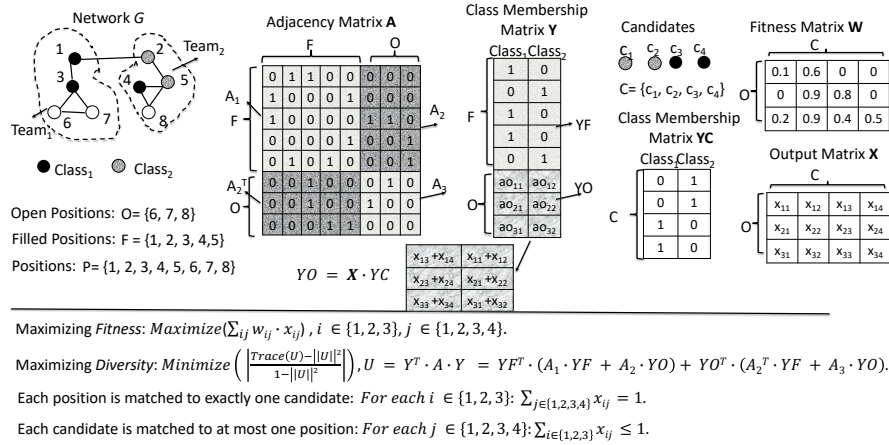 Network G
1
2
Team₂
3
4
5
6
7
8
Team₁
Class₁ Class₂
Open Positions: O= {6, 7, 8}
Filled Positions: F = {1, 2, 3, 4,5}
Positions: P= {1, 2, 3, 4, 5, 6, 7, 8}
Adjacency Matrix A
F O
0 1 1 0 0 0 0 0
1 0 0 0 1 0 0 0
1 0 0 0 0 1 1 0
0 0 0 0 1 0 0 1
0 1 0 1 0 0 0 1
0 0 1 0 0 0 1 0
0 0 1 0 0 1 0 0
0 0 0 1 1 0 0 0
A₁
F
A₂ᵀ
O
A₂
A₃
Class Membership
Matrix Y
Class₁ Class₂
1 0
0 1
1 0
1 0
0 1
ao₁₁ ao₁₂
ao₂₁ ao₂₂
ao₃₁ ao₃₂
F
O
YF
YO
YO = X · YC
x₁₃+x₁₄ x₁₁+x₁₂
x₂₃+x₂₄ x₂₁+x₂₂
x₃₃+x₃₄ x₃₁+x₃₂
Candidates
c₁ c₂ c₃ c₄
C= {c₁, c₂, c₃, c₄}
Class Membership
Matrix YC
Class₁ Class₂
0 1
0 1
1 0
1 0
C
Fitness Matrix W
C
0.1 0.6 0 0
0 0.9 0.8 0
0.2 0.9 0.4 0.5
O
Output Matrix X
C
x₁₁ x₁₂ x₁₃ x₁₄
x₂₁ x₂₂ x₂₃ x₂₄
x₃₁ x₃₂ x₃₃ x₃₄
O
Maximizing Fitness: Maximize(∑ᵢⱼ wᵢⱼ · xᵢⱼ) , i ∈ {1,2,3}, j ∈ {1,2,3,4}.
Maximizing Diversity: Minimize(|(Trace(U)−||U||²)/(1−||U||²)|), U = Yᵀ · A · Y = YFᵀ · (A₁ · YF + A₂ · YO) + YOᵀ · (A₂ᵀ · YF + A₃ · YO).
Each position is matched to exactly one candidate: For each i ∈ {1,2,3}: ∑_{j∈{1,2,3,4}} xᵢⱼ = 1.
Each candidate is matched to at most one position: For each j ∈ {1,2,3,4}: ∑_{i∈{1,2,3}} xᵢⱼ ≤ 1.